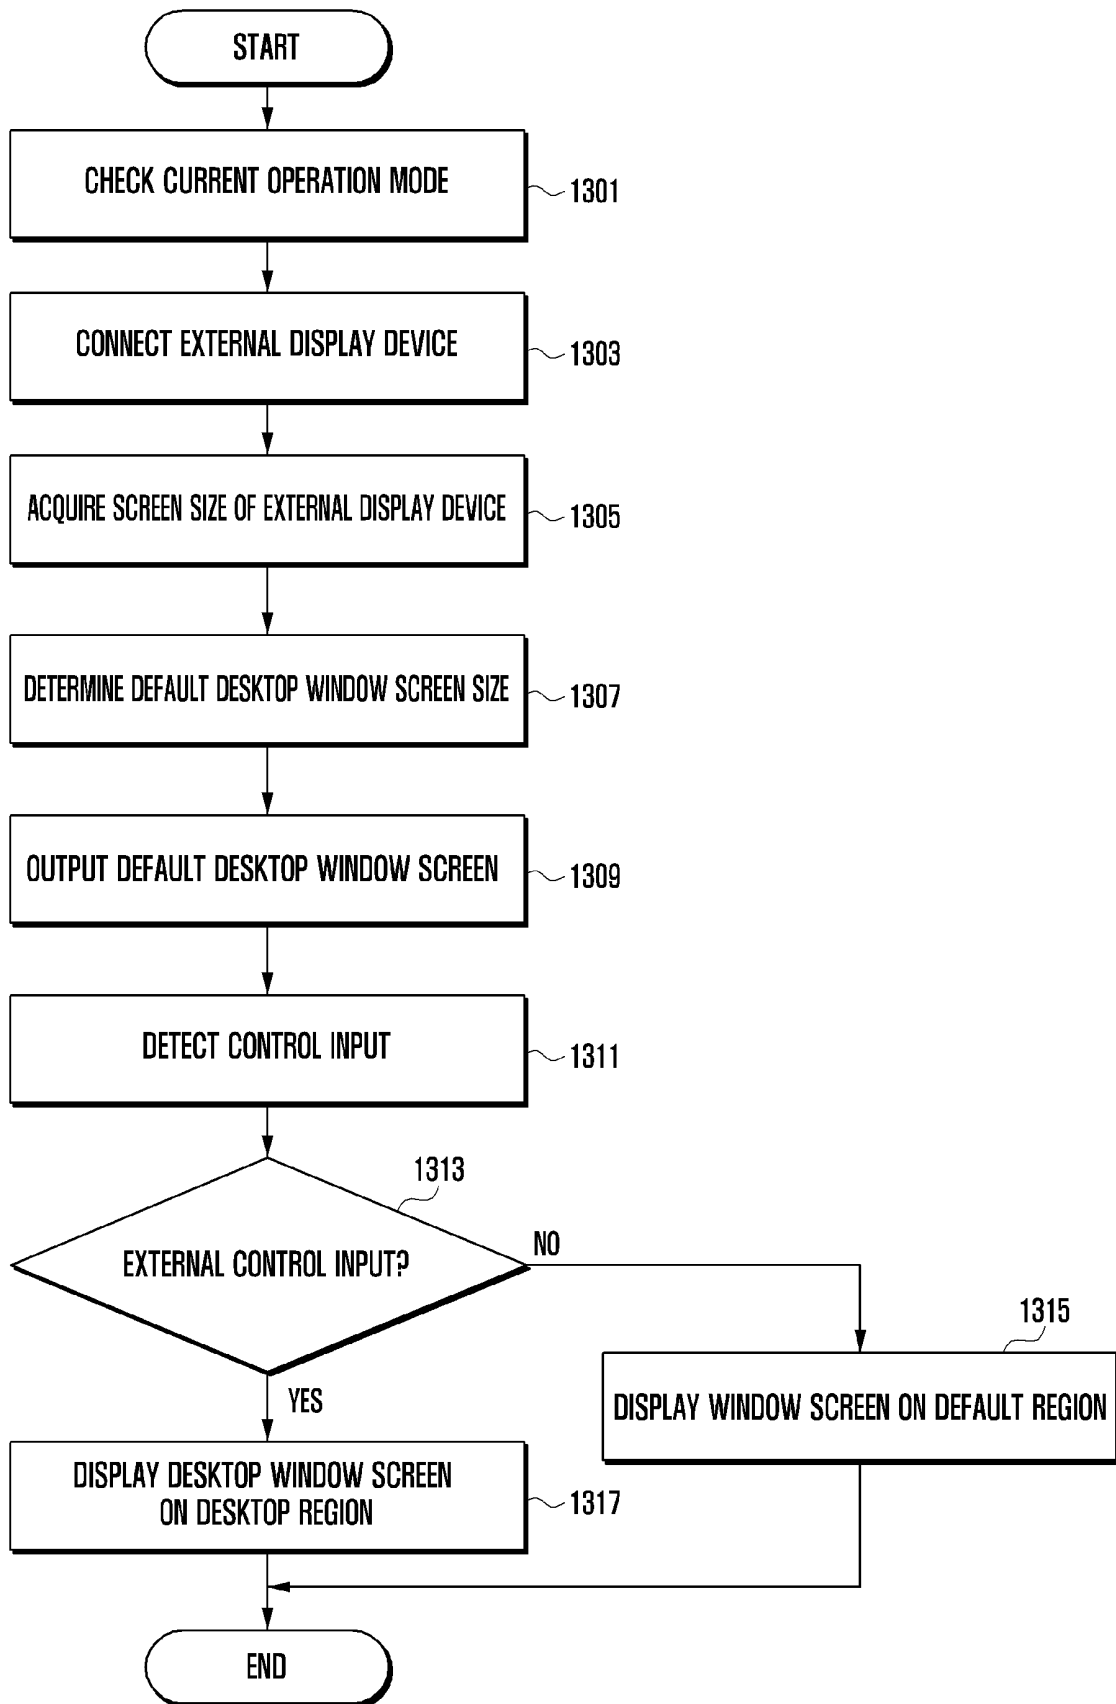 START
CHECK CURRENT OPERATION MODE
1301
CONNECT EXTERNAL DISPLAY DEVICE
1303
ACQUIRE SCREEN SIZE OF EXTERNAL DISPLAY DEVICE
1305
DETERMINE DEFAULT DESKTOP WINDOW SCREEN SIZE
1307
OUTPUT DEFAULT DESKTOP WINDOW SCREEN
1309
DETECT CONTROL INPUT
1311
1313
EXTERNAL CONTROL INPUT?
NO
1315
DISPLAY WINDOW SCREEN ON DEFAULT REGION
YES
DISPLAY DESKTOP WINDOW SCREEN
ON DESKTOP REGION
1317
END